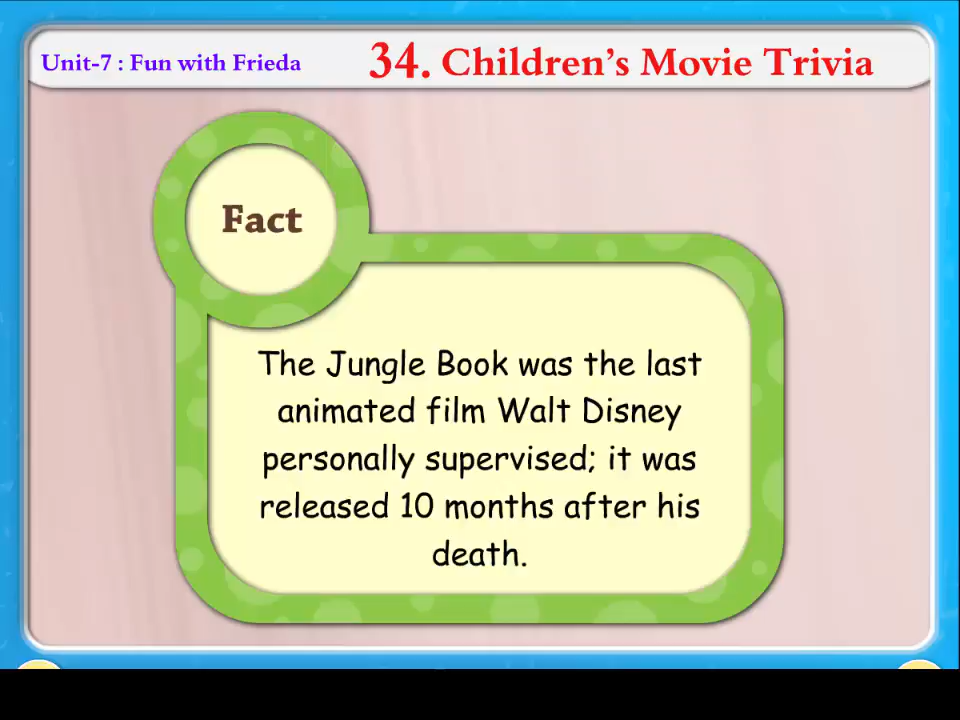 Unit-7 : Fun with Frieda
34. Children's Movie Trivia
Fact
The Jungle Book was the last
animated film Walt Disney
personally supervised; it was
released 10 months after his
death.